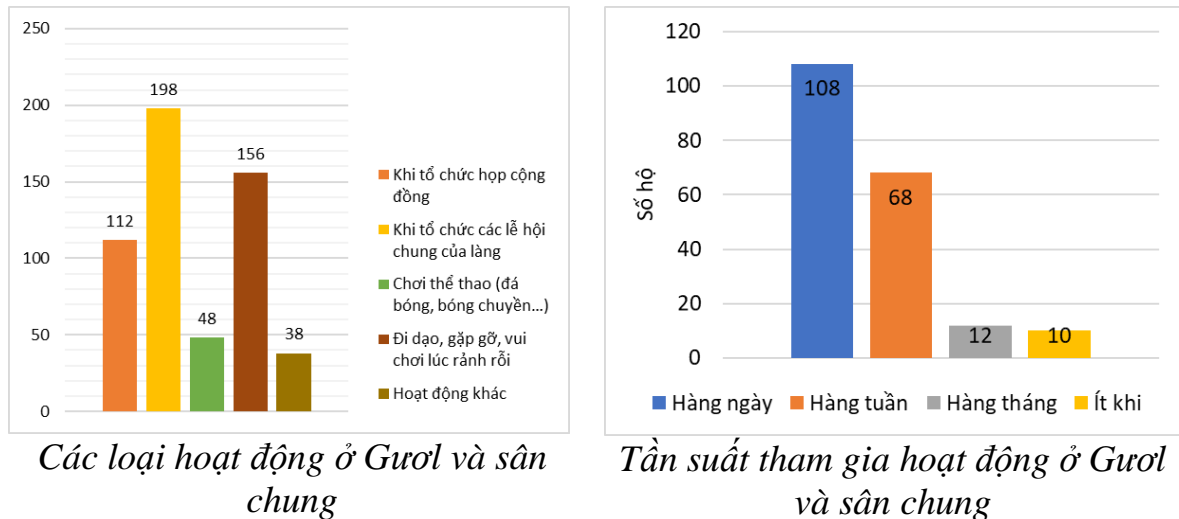 250
200
150
100
50
0
112
198
48
156
38
Khi tổ chức họp cộng
đồng
Khi tổ chức các lễ hội
chung của làng
Chơi thể thao (đá
bóng, bóng chuyền...)
Đi dạo, gặp gỡ, vui
chơi lúc rảnh rỗi
Hoạt động khác
Các loại hoạt động ở Gươl và sân
chung
120
100
80
60
40
20
0
Số hộ
108
68
12
10
Hàng ngày Hàng tuần Hàng tháng Ít khi
Tần suất tham gia hoạt động ở Gươl
và sân chung